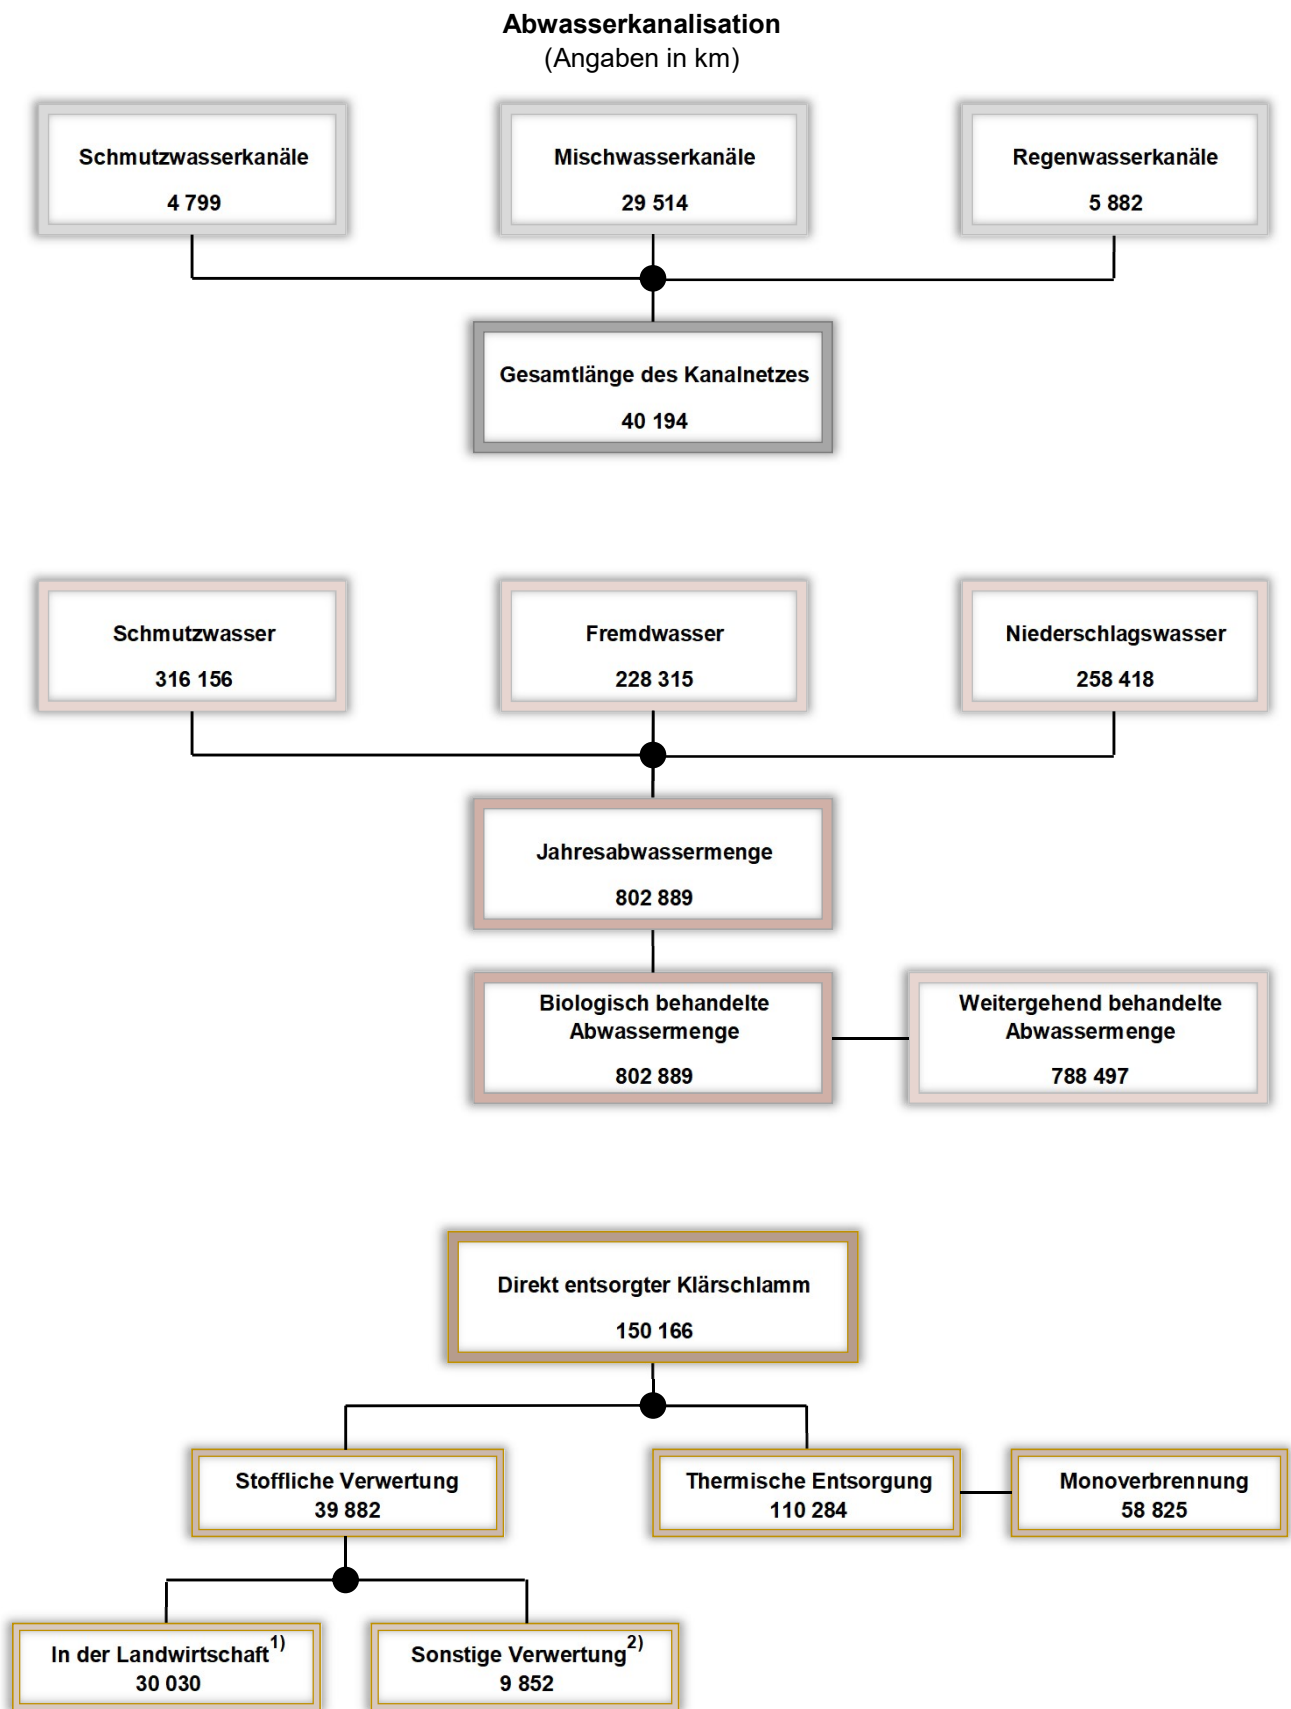 Abwasserkanalisation
(Angaben in km)
Schmutzwasserkanäle
4 799
Mischwasserkanäle
29 514
Regenwasserkanäle
5 882
Gesamtlänge des Kanalnetzes
40 194
Schmutzwasser
316 156
Fremdwasser
228 315
Niederschlagswasser
258 418
Jahresabwassermenge
802 889
Biologisch behandelte
Abwassermenge
802 889
Weitergehend behandelte
Abwassermenge
788 497
Direkt entsorgter Klärschlamm
150 166
Stoffliche Verwertung
39 882
Thermische Entsorgung
110 284
Monoverbrennung
58 825
In der Landwirtschaft1)
30 030
Sonstige Verwertung2)
9 852